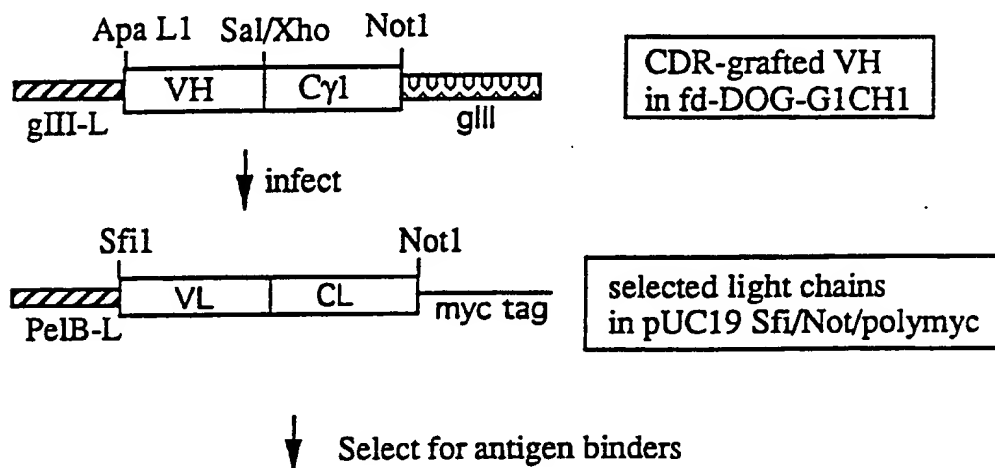 Apa L1 Sal/Xho Not1
VH Cγ1
gIII-L gIII
CDR-grafted VH
in fd-DOG-G1CH1
infect
Sfi1 Not1
VL CL
PelB-L myc tag
selected light chains
in pUC19 Sfi/Not/polymyc
Select for antigen binders